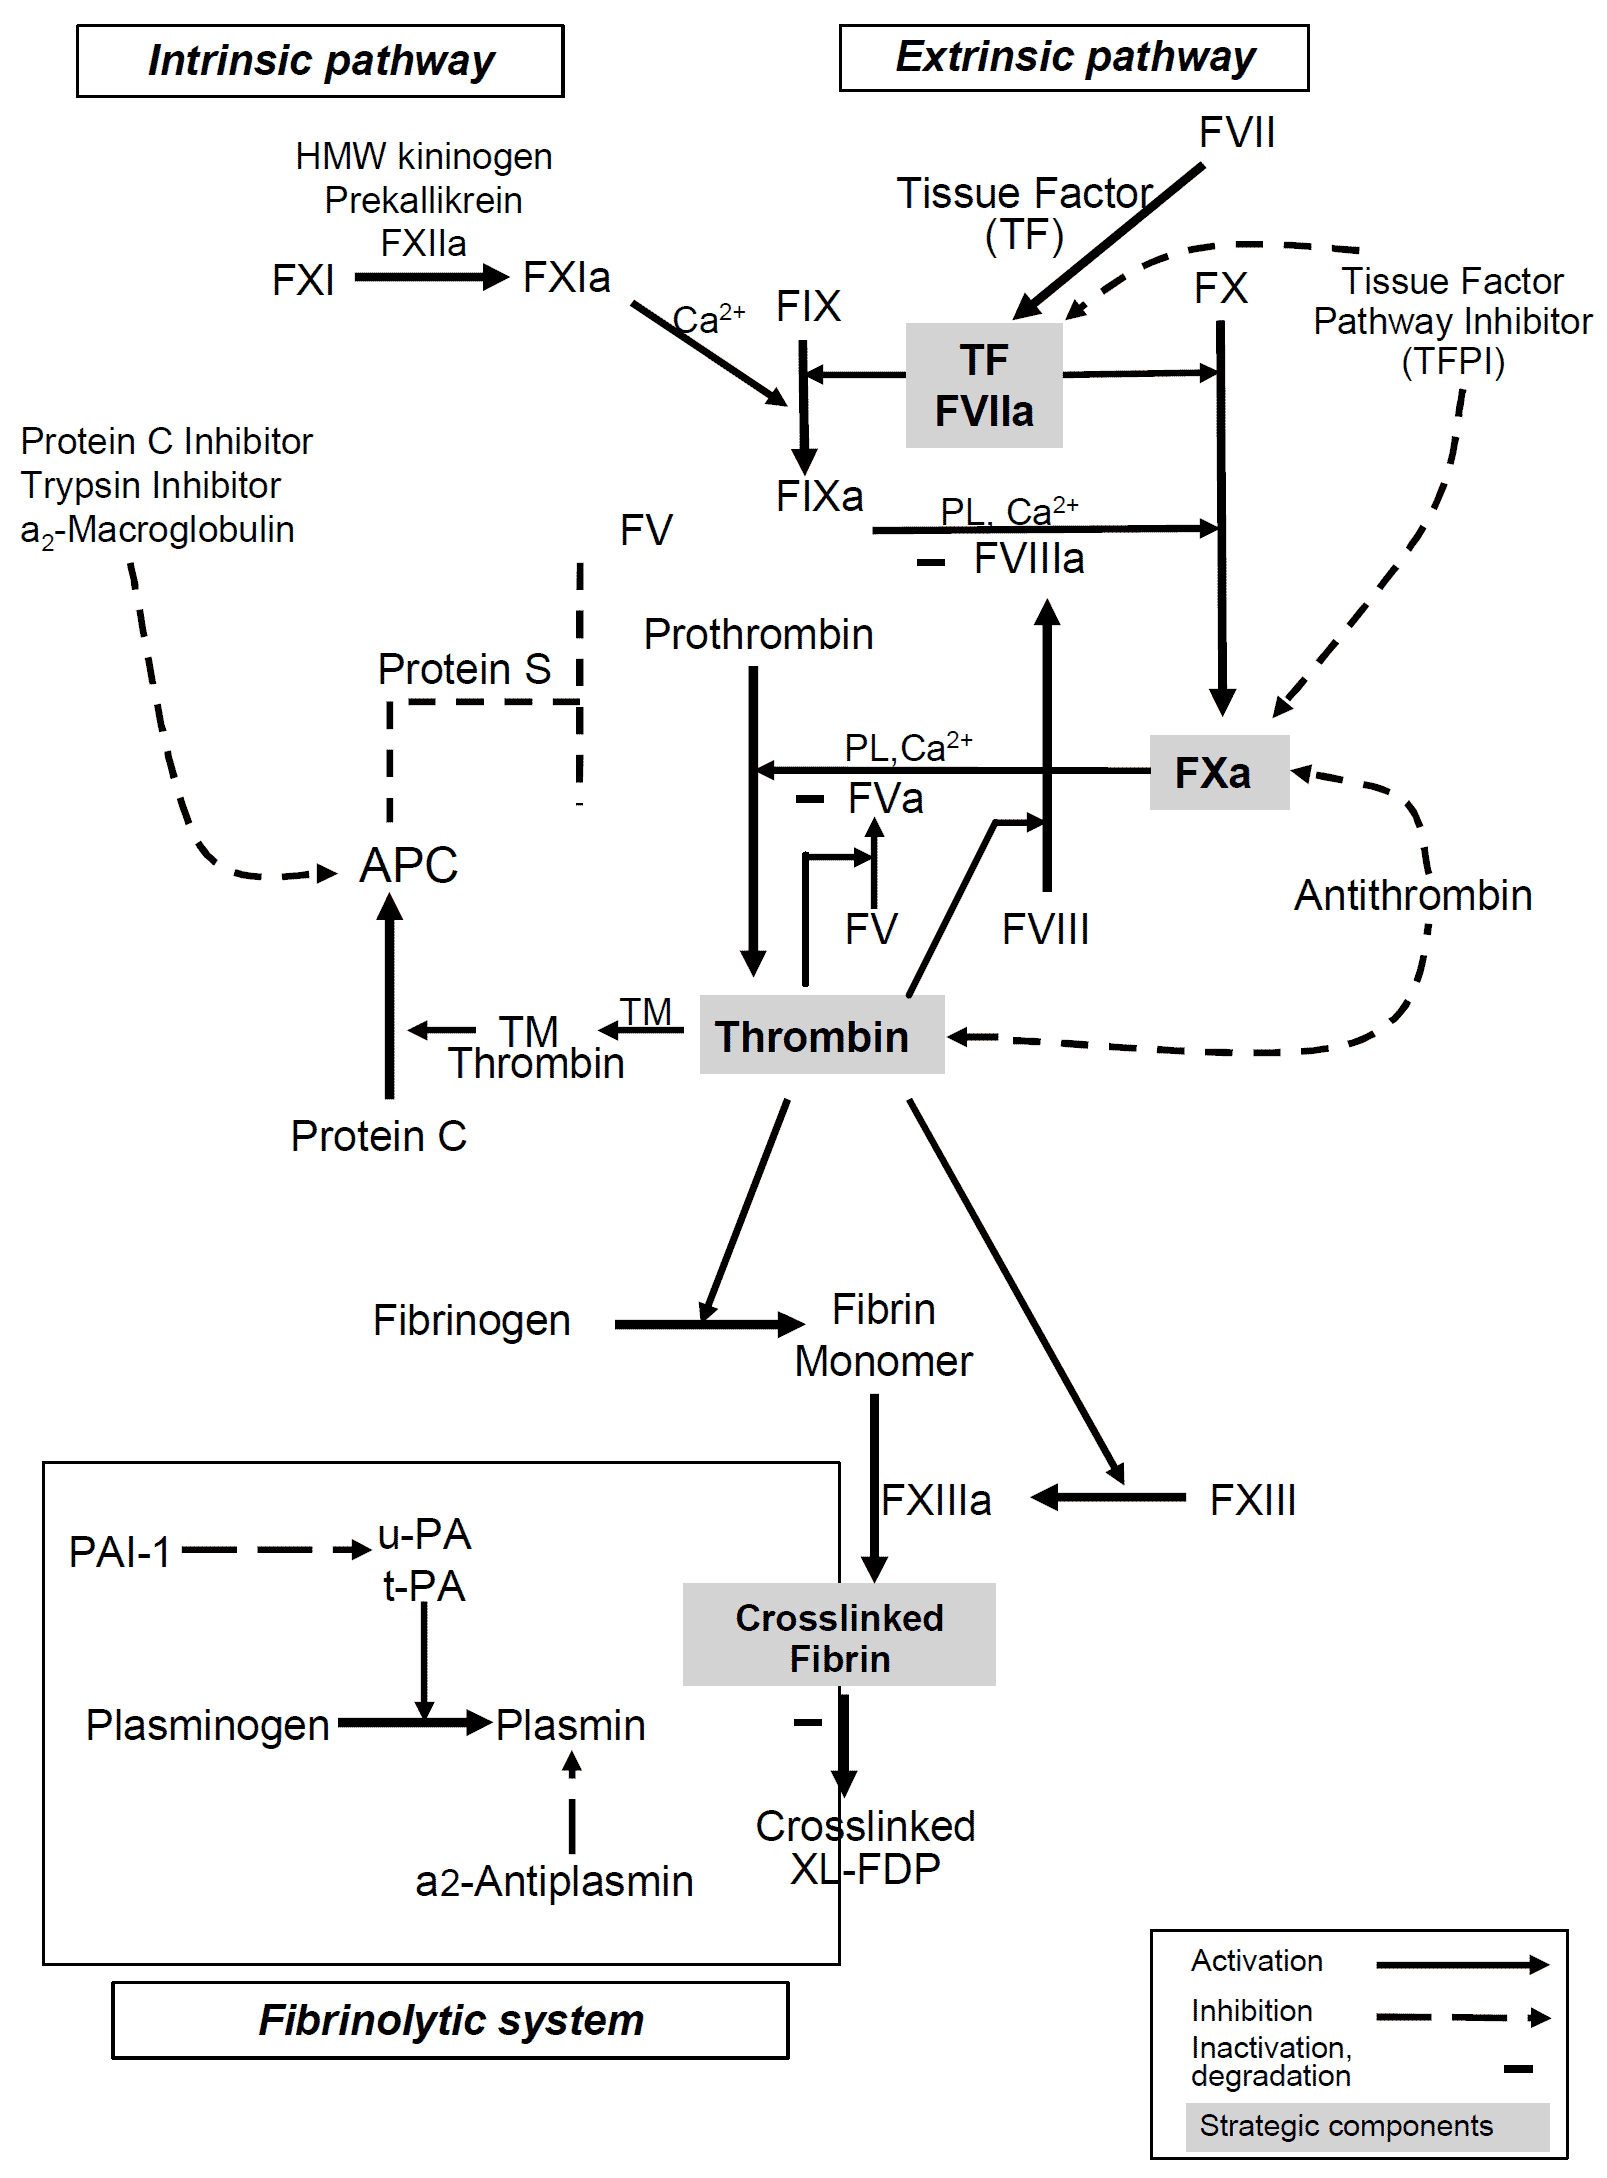 Intrinsic pathway
Extrinsic pathway
FVII
HMW kininogen
Prekallikrein
FXIIa
FXI
FXIa
Tissue Factor
(TF)
Ca2+
FIX
FX
Tissue Factor
Pathway Inhibitor
(TFPI)
TF
FVIIa
Protein C Inhibitor
Trypsin Inhibitor
a2-Macroglobulin
FIXa
PL, Ca2+
FV
FVIIIa
Prothrombin
Protein S
PL,Ca2+
FXa
FVa
APC
Antithrombin
FV
FVIII
TM
TM
Thrombin
Thrombin
Protein C
Fibrinogen
Fibrin
Monomer
FXIIIa
FXIII
PAI-1
u-PA
t-PA
Crosslinked
Fibrin
Plasminogen
Plasmin
Crosslinked
XL-FDP
a2-Antiplasmin
Fibrinolytic system
Activation
Inhibition
Inactivation,
degradation
Strategic components